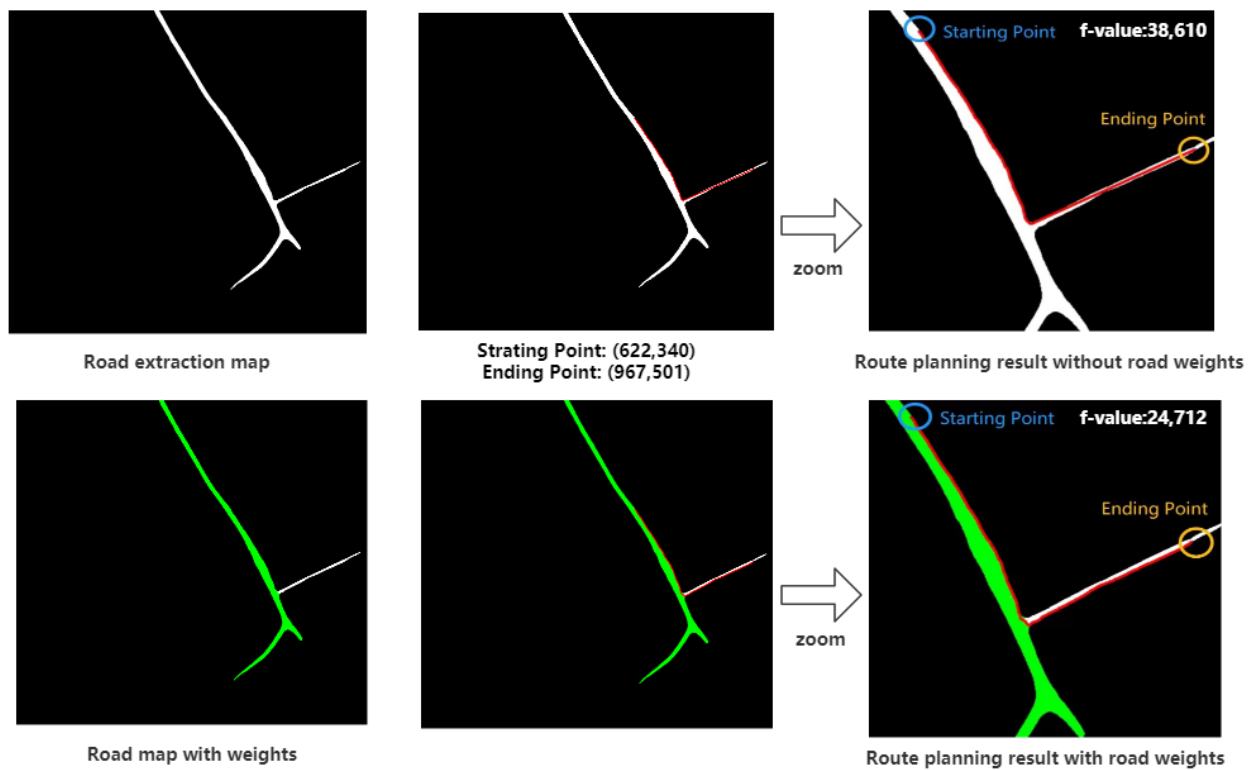 Starting Point f-value:38,610
Ending Point
zoom
Road extraction map
Strating Point: (622,340)
Ending Point: (967,501)
Route planning result without road weights
Starting Point f-value:24,712
Ending Point
zoom
Road map with weights
Route planning result with road weights